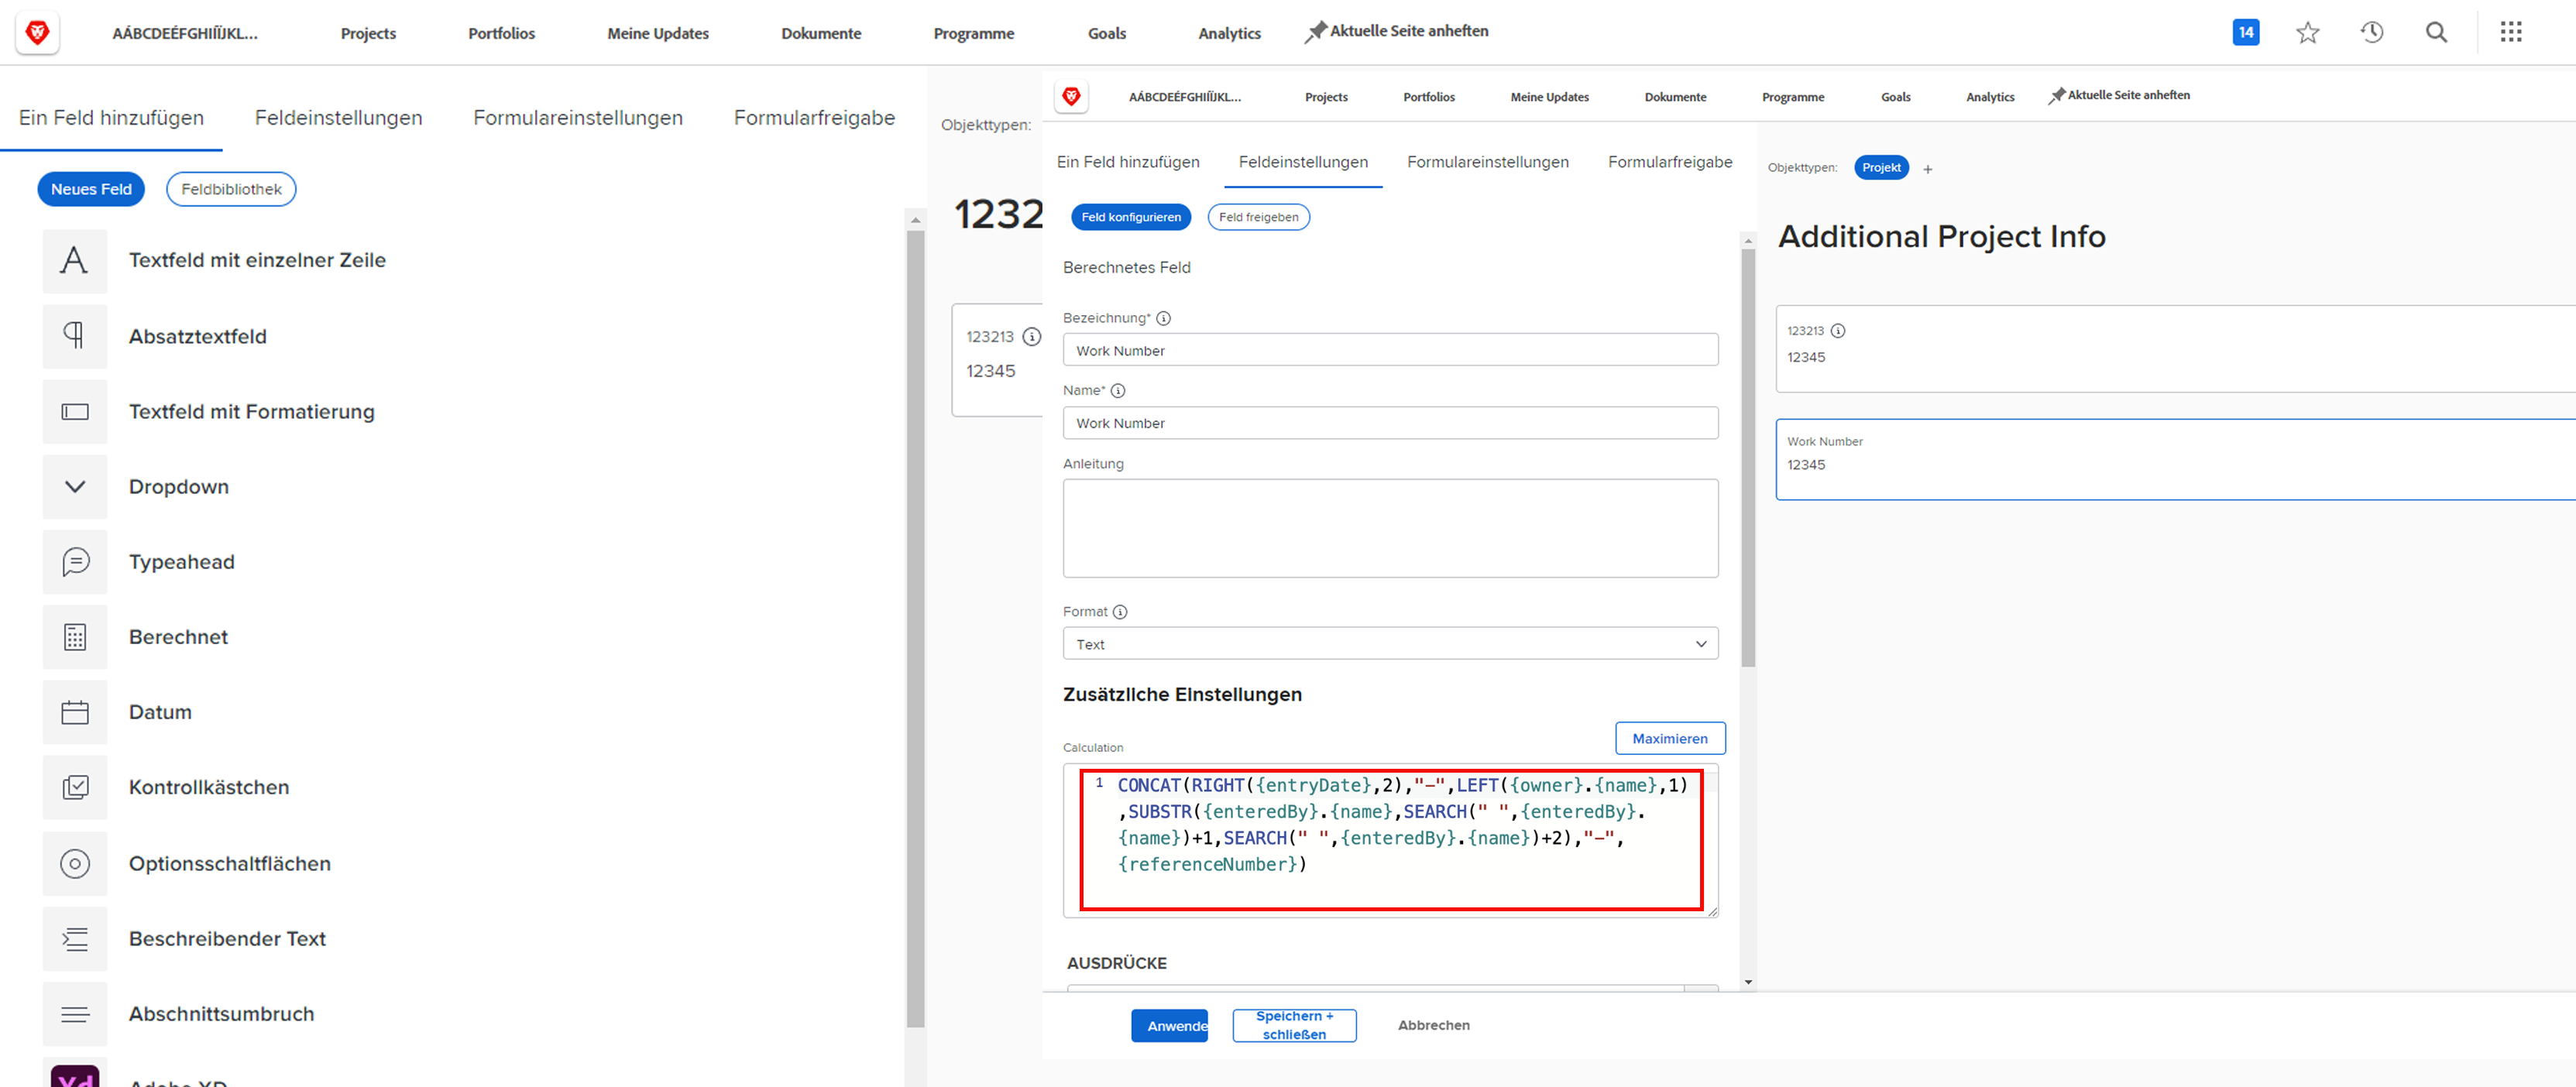 AÁBCDEÉFGHIÍÏJKL...
Projects
Portfolios
Meine Updates
Dokumente
Programme
Goals
Analytics
Aktuelle Seite anheften
14
Ein Feld hinzufügen
Feldeinstellungen
Formulareinstellungen
Formularfreigabe
Neues Feld
Feldbibliothek
Textfeld mit einzelner Zeile
Absatztextfeld
Textfeld mit Formatierung
Dropdown
Typeahead
Berechnet
Datum
Kontrollkästchen
Optionsschaltflächen
Beschreibender Text
Abschnittsumbruch
Xd
Adobe XD
Objekttypen:
1232
123213
12345
AÁBCDEÉFGHIÍÏJKL...
Projects
Portfolios
Meine Updates
Dokumente
Programme
Goals
Analytics
Aktuelle Seite anheften
Ein Feld hinzufügen
Feldeinstellungen
Formulareinstellungen
Formularfreigabe
Feld konfigurieren
Feld freigeben
Berechnetes Feld
Bezeichnung*
Work Number
Name*
Work Number
Anleitung
Format
Text
Zusätzliche Einstellungen
Maximieren
Calculation
1 CONCAT(RIGHT({entryDate},2),"-",LEFT({owner}.{name},1)
,SUBSTR({enteredBy}.{name},SEARCH(" ",{enteredBy}.
{name})+1,SEARCH(" ",{enteredBy}.{name})+2),"-",
{referenceNumber})
AUSDRÜCKE
Anwende
Speichern +
schließen
Abbrechen
Objekttypen:
Projekt
+
Additional Project Info
123213
12345
Work Number
12345